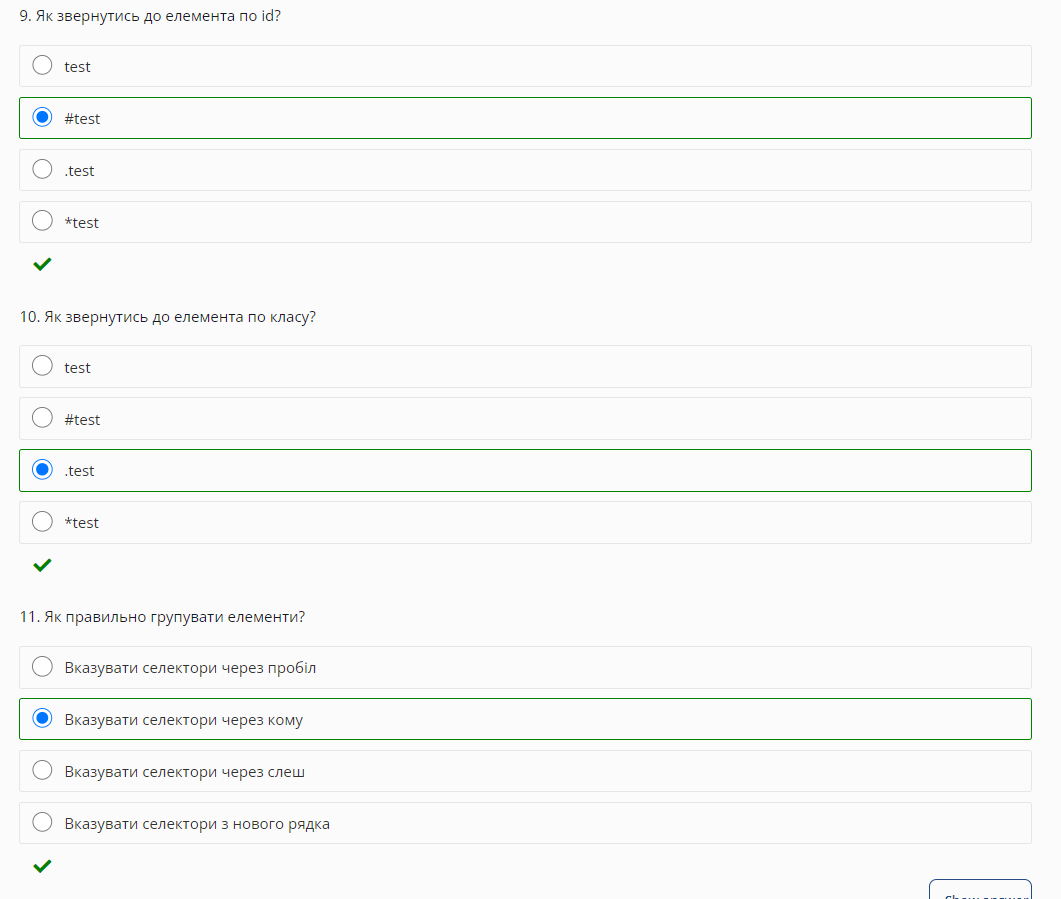 9. Як звернутись до елемента по id?
test
#test
.test
*test
10. Як звернутись до елемента по класу?
test
#test
.test
*test
11. Як правильно групувати елементи?
Вказувати селектори через пробіл
Вказувати селектори через кому
Вказувати селектори через слеш
Вказувати селектори з нового рядка
Show answer